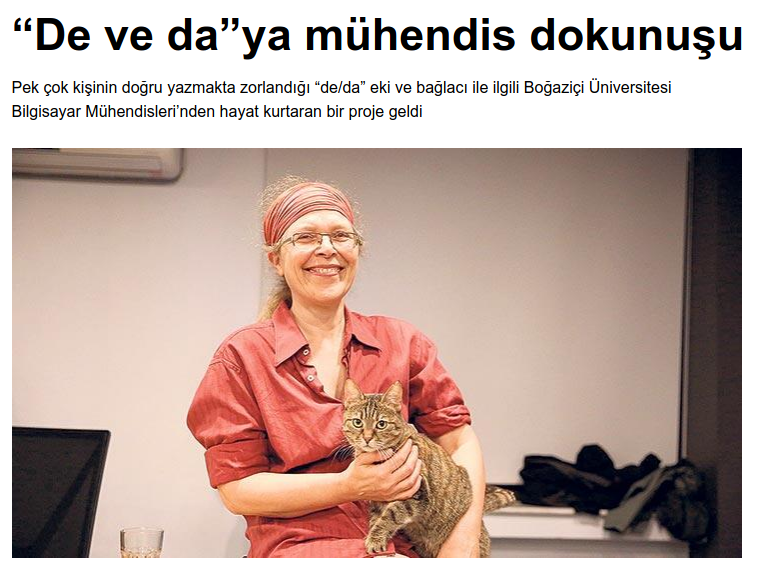 “De ve da”ya mühendis dokunuşu
Pek çok kişinin doğru yazmakta zorlandığı “de/da” eki ve bağlacı ile ilgili Boğaziçi Üniversitesi
Bilgisayar Mühendisleri’nden hayat kurtaran bir proje geldi